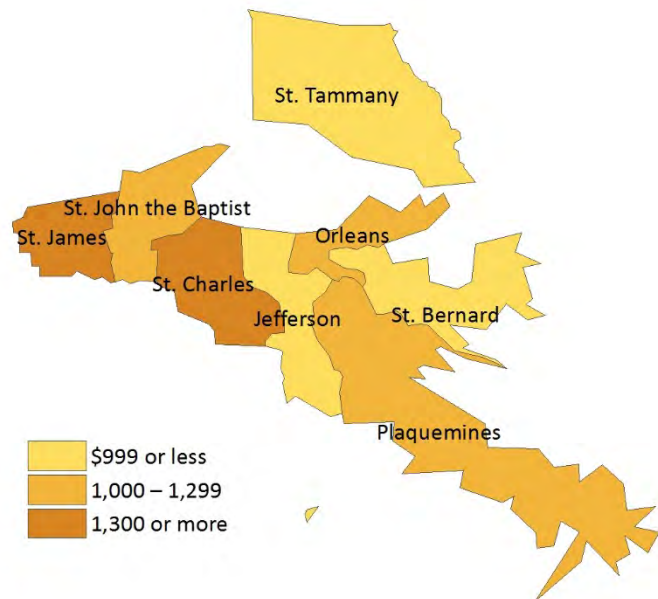 St. Tammany
St. John the Baptist
St. James
Orleans
St. Charles
Jefferson
St. Bernard
Plaquemines
$999 or less
1,000 – 1,299
1,300 or more